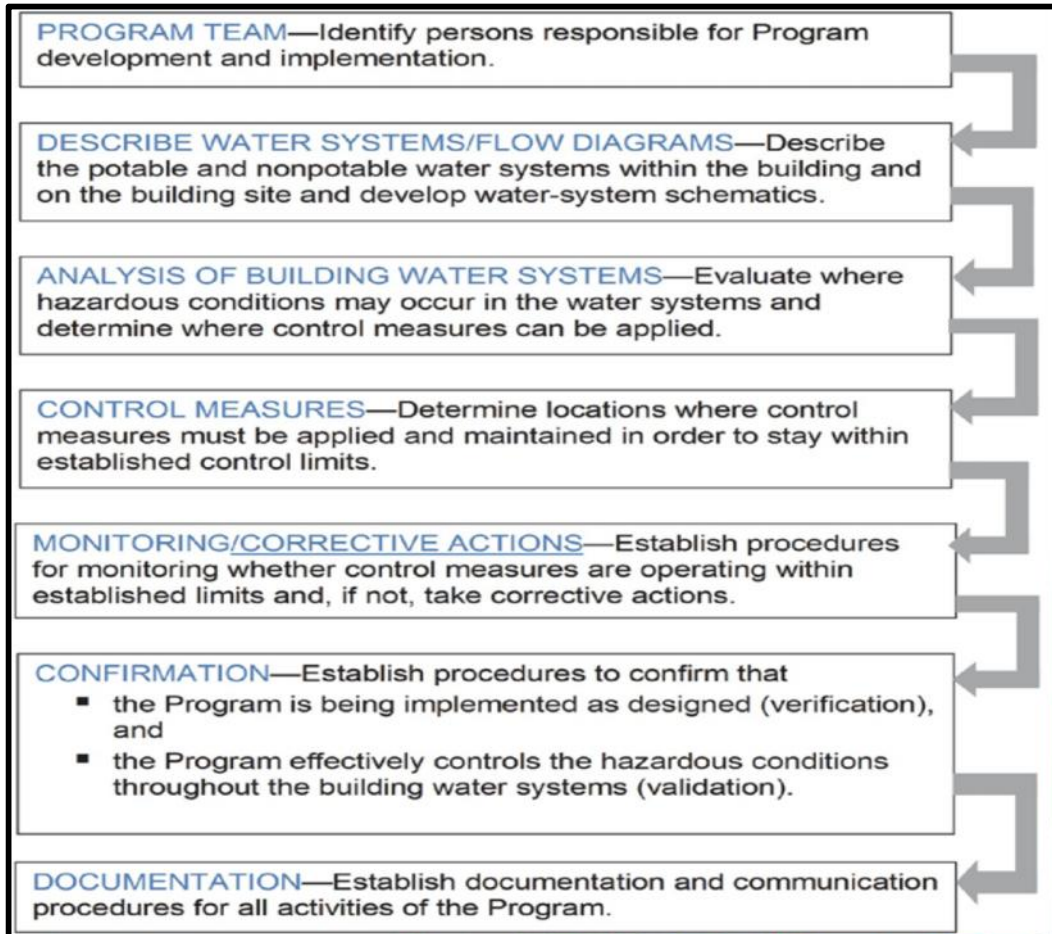 PROGRAM TEAM—Identify persons responsible for Program
development and implementation.
DESCRIBE WATER SYSTEMS/FLOW DIAGRAMS—Describe
the potable and nonpotable water systems within the building and
on the building site and develop water-system schematics.
ANALYSIS OF BUILDING WATER SYSTEMS—Evaluate where
hazardous conditions may occur in the water systems and
determine where control measures can be applied.
CONTROL MEASURES—Determine locations where control
measures must be applied and maintained in order to stay within
established control limits.
MONITORING/CORRECTIVE ACTIONS—Establish procedures
for monitoring whether control measures are operating within
established limits and, if not, take corrective actions.
CONFIRMATION—Establish procedures to confirm that
▪ the Program is being implemented as designed (verification),
and
▪ the Program effectively controls the hazardous conditions
throughout the building water systems (validation).
DOCUMENTATION—Establish documentation and communication
procedures for all activities of the Program.